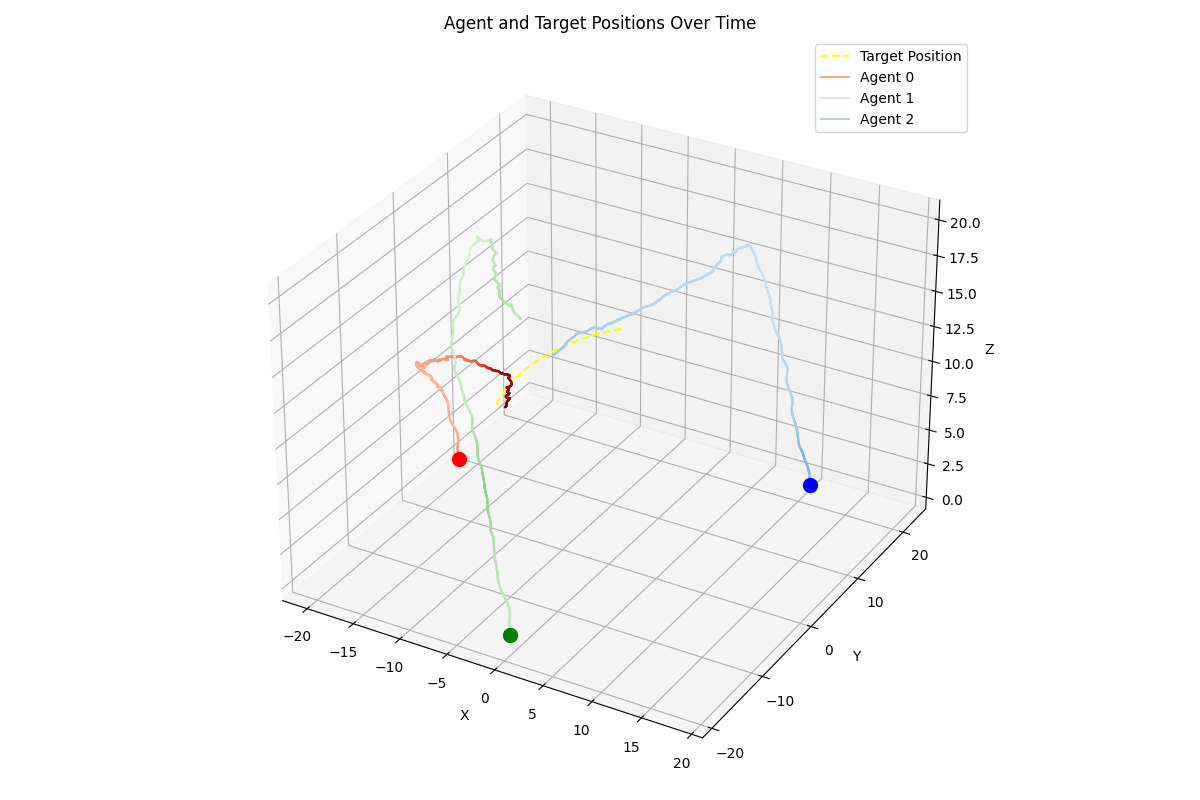 Agent and Target Positions Over Time
Target Position
Agent 0
Agent 1
Agent 2
20.0
17.5
15.0
12.5
10.0
7.5
5.0
2.5
0.0
Z
20
10
0
−10
−20
Y
−20
−15
−10
−5
0
5
10
15
20
X